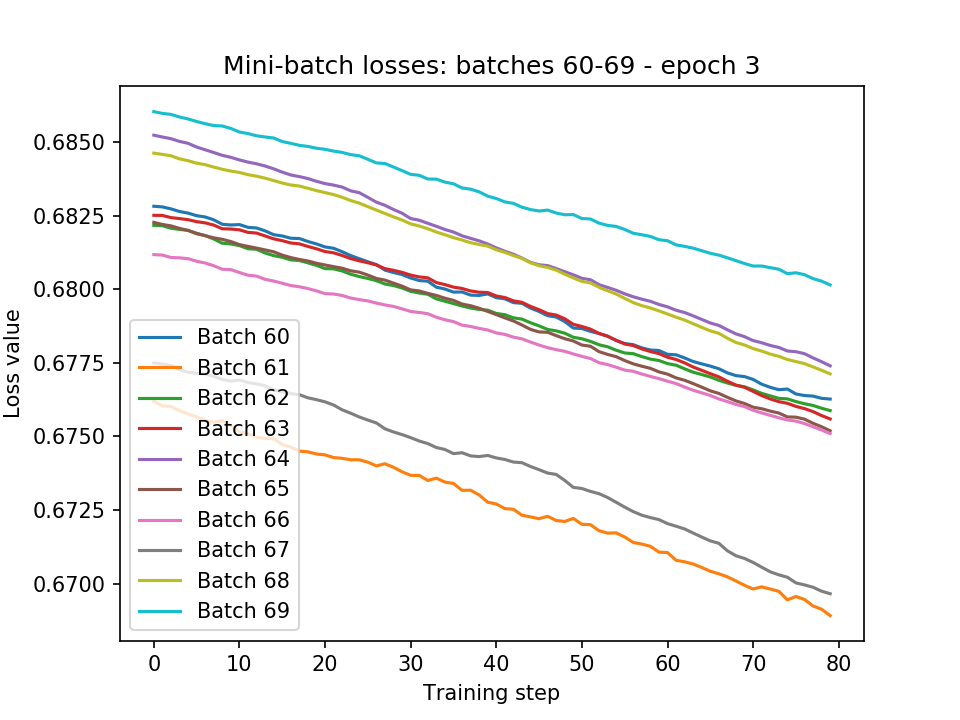 Mini-batch losses: batches 60-69 - epoch 3
Loss value
0.6850
0.6825
0.6800
0.6775
0.6750
0.6725
0.6700
Batch 60
Batch 61
Batch 62
Batch 63
Batch 64
Batch 65
Batch 66
Batch 67
Batch 68
Batch 69
0 10 20 30 40 50 60 70 80
Training step